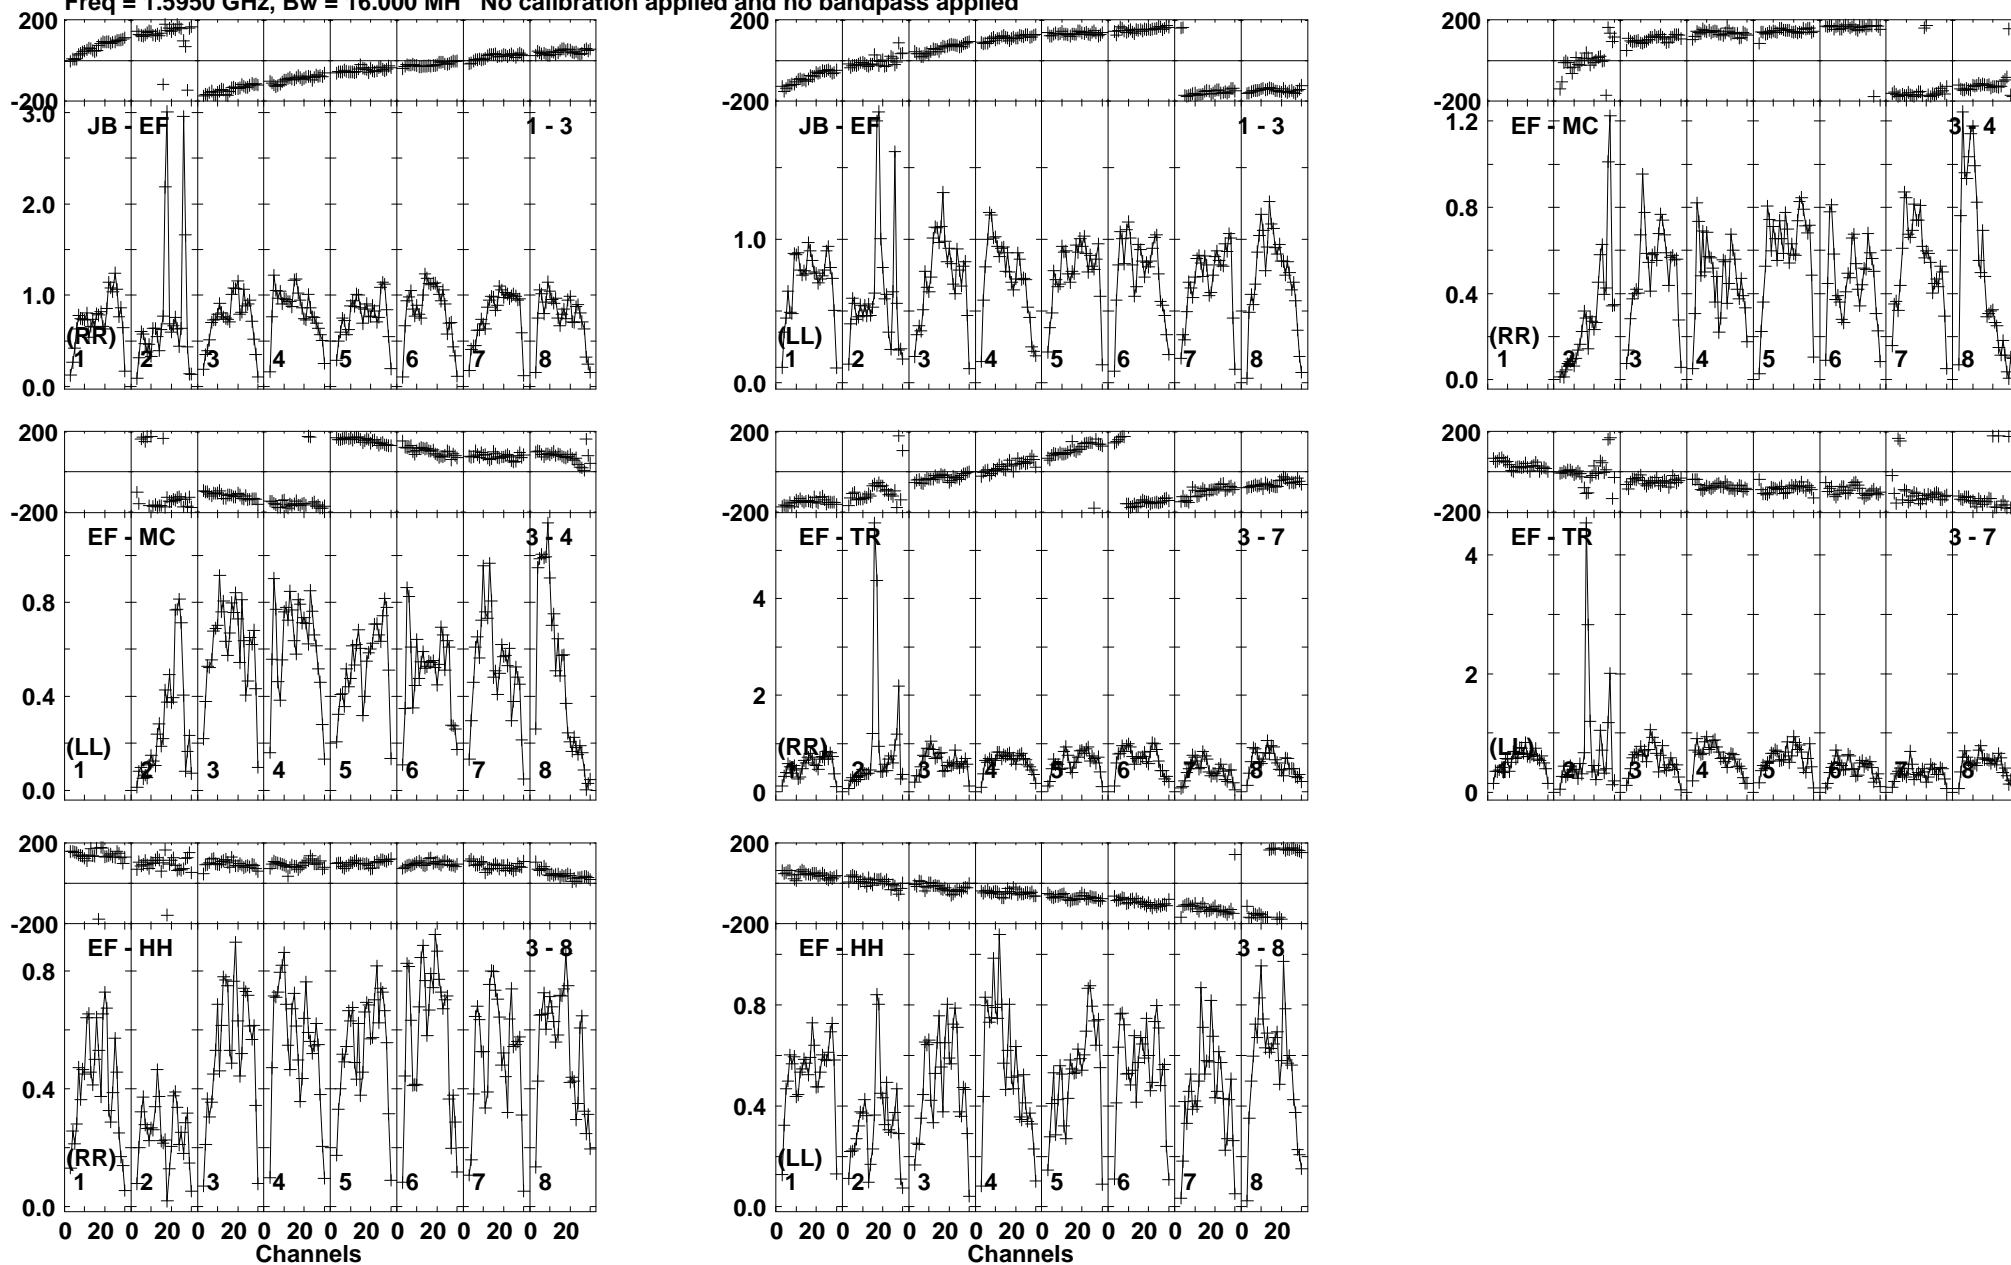 Freq = 1.5950 GHz, Bw = 16.000 MH No calibration applied and no bandpass applied
200 200 200
-200 -200 -200
3.0 JB - EF 1 - 3 JB - EF 1 - 3 1.2 EF - MC 3 - 4
2.0 1.0 0.8
1.0 0.4
(RR) (LL) (RR)
1 2 3 4 5 6 7 8 1 2 3 4 5 6 7 8 1 2 3 4 5 6 7 8
0.0 0.0 0.0
200 200 200
-200 -200 -200
EF - MC 3 - 4 EF - TR 3 - 7 EF - TR 3 - 7
0.8 4 4
0.4 2 2
(LL) (RR) (LL)
1 2 3 4 5 6 7 8 1 2 3 4 5 6 7 8 1 2 3 4 5 6 7 8
0.0 0 0
200 200
-200 -200
EF - HH 3 - 8 EF - HH 3 - 8
0.8 0.8
0.4 0.4
(RR) (LL)
1 2 3 4 5 6 7 8 1 2 3 4 5 6 7 8
0.0 0.0
0 20 0 20 0 20 0 20 0 20 0 20 0 20 0 20 0 20 0 20 0 20 0 20 0 20 0 20 0 20 0 20
Channels Channels